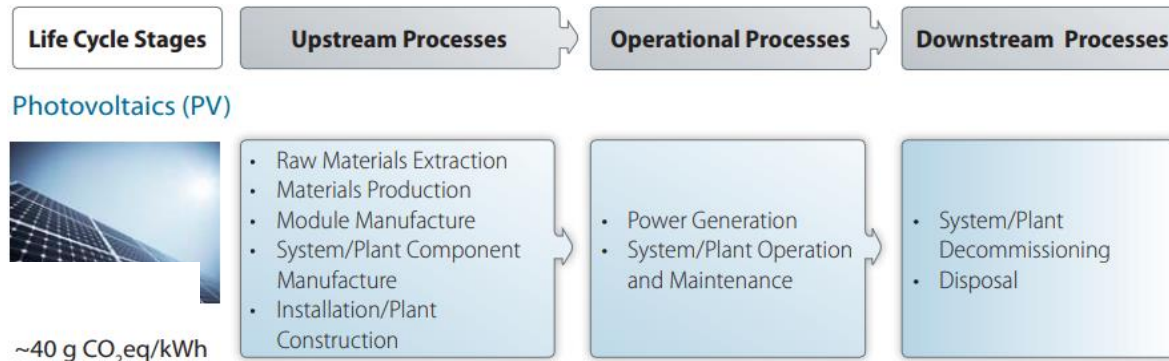 Life Cycle Stages
Upstream Processes
Operational Processes
Downstream Processes
Photovoltaics (PV)
• Raw Materials Extraction
• Materials Production
• Module Manufacture
• System/Plant Component
Manufacture
• Installation/Plant
Construction
• Power Generation
• System/Plant Operation
and Maintenance
• System/Plant
Decommissioning
• Disposal
~40 g CO₂eq/kWh